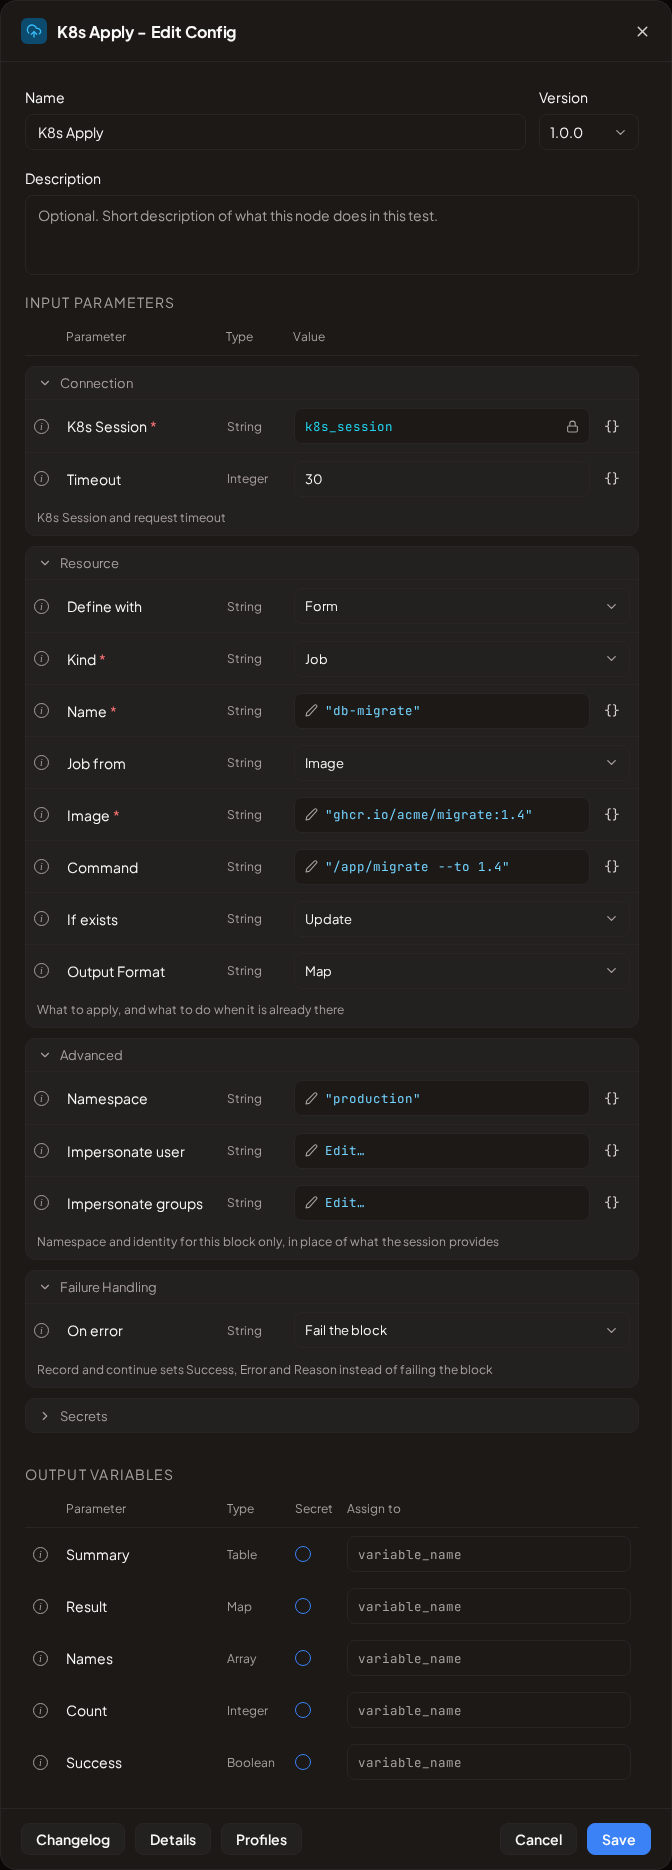 K8s Apply - Edit Config
Name
Version
K8s Apply
1.0.0
Description
Optional. Short description of what this node does in this test.
INPUT PARAMETERS
Parameter Type Value
Connection
K8s Session * String k8s_session {}
Timeout Integer 30 {}
K8s Session and request timeout
Resource
Define with String Form
Kind * String Job
Name * String "db-migrate" {}
Job from String Image
Image * String "ghcr.io/acme/migrate:1.4" {}
Command String "/app/migrate --to 1.4" {}
If exists String Update
Output Format String Map
What to apply, and what to do when it is already there
Advanced
Namespace String "production" {}
Impersonate user String Edit… {}
Impersonate groups String Edit… {}
Namespace and identity for this block only, in place of what the session provides
Failure Handling
On error String Fail the block
Record and continue sets Success, Error and Reason instead of failing the block
Secrets
OUTPUT VARIABLES
Parameter Type Secret Assign to
Summary Table variable_name
Result Map variable_name
Names Array variable_name
Count Integer variable_name
Success Boolean variable_name
Changelog Details Profiles Cancel Save